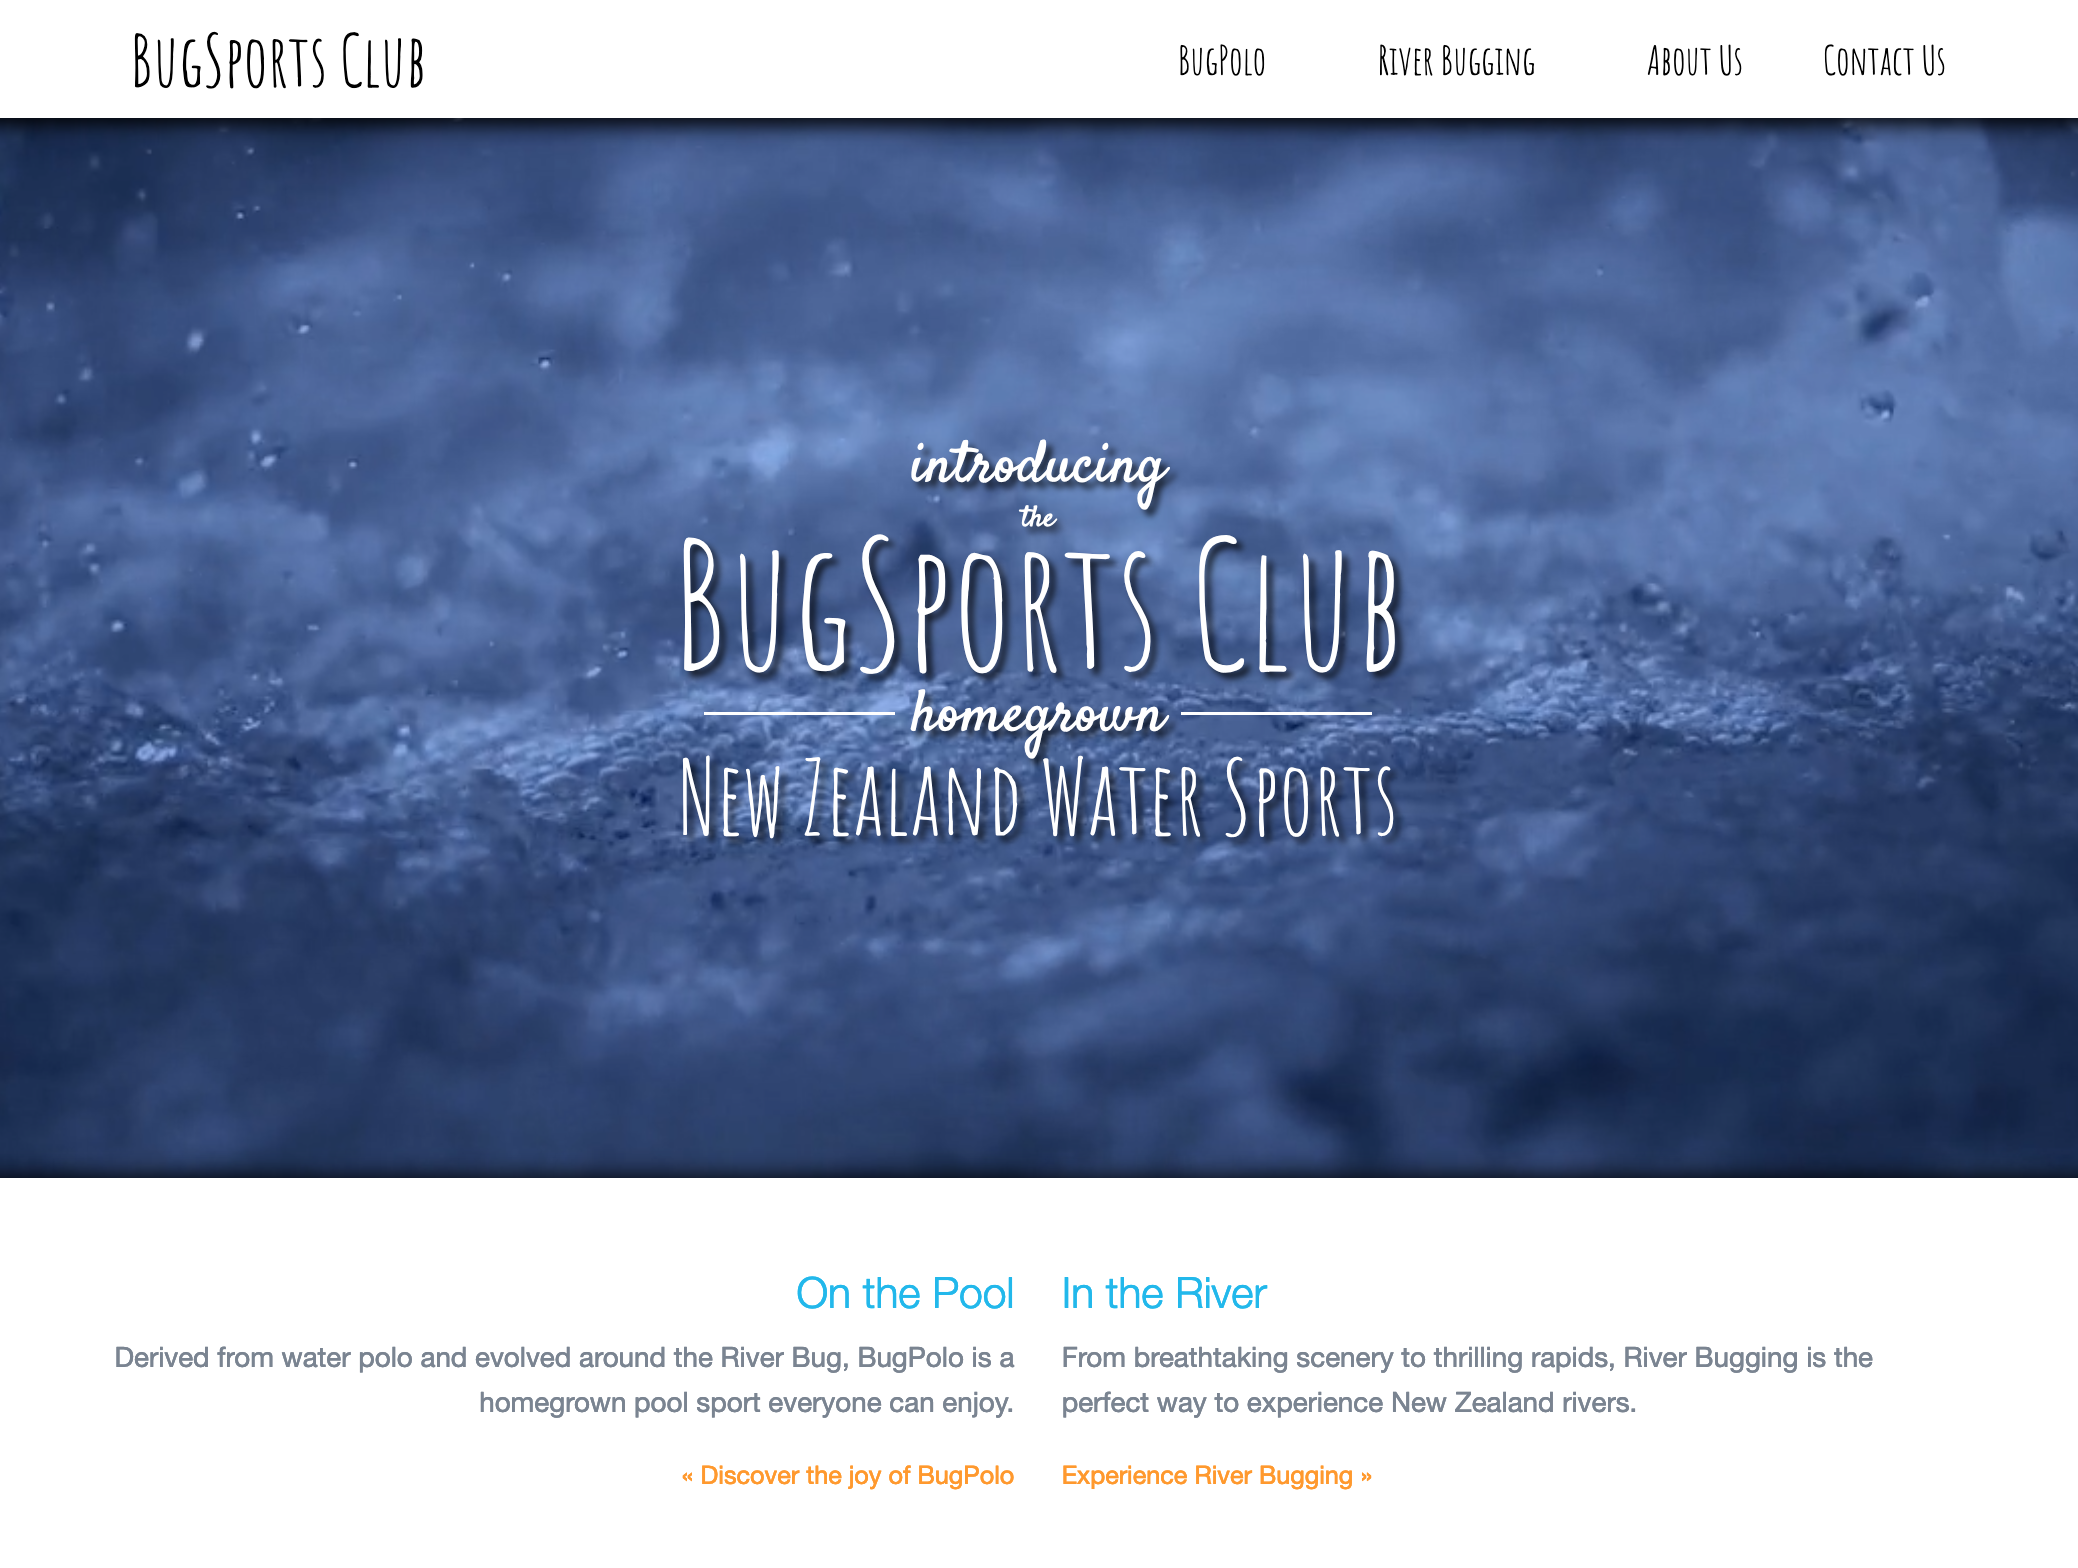 BugSports Club
BugPolo
River Bugging
About Us
Contact Us
introducing
the
BugSports Club
homegrown
New Zealand Water Sports
On the Pool
Derived from water polo and evolved around the River Bug, BugPolo is a
homegrown pool sport everyone can enjoy.
« Discover the joy of BugPolo
In the River
From breathtaking scenery to thrilling rapids, River Bugging is the
perfect way to experience New Zealand rivers.
Experience River Bugging »